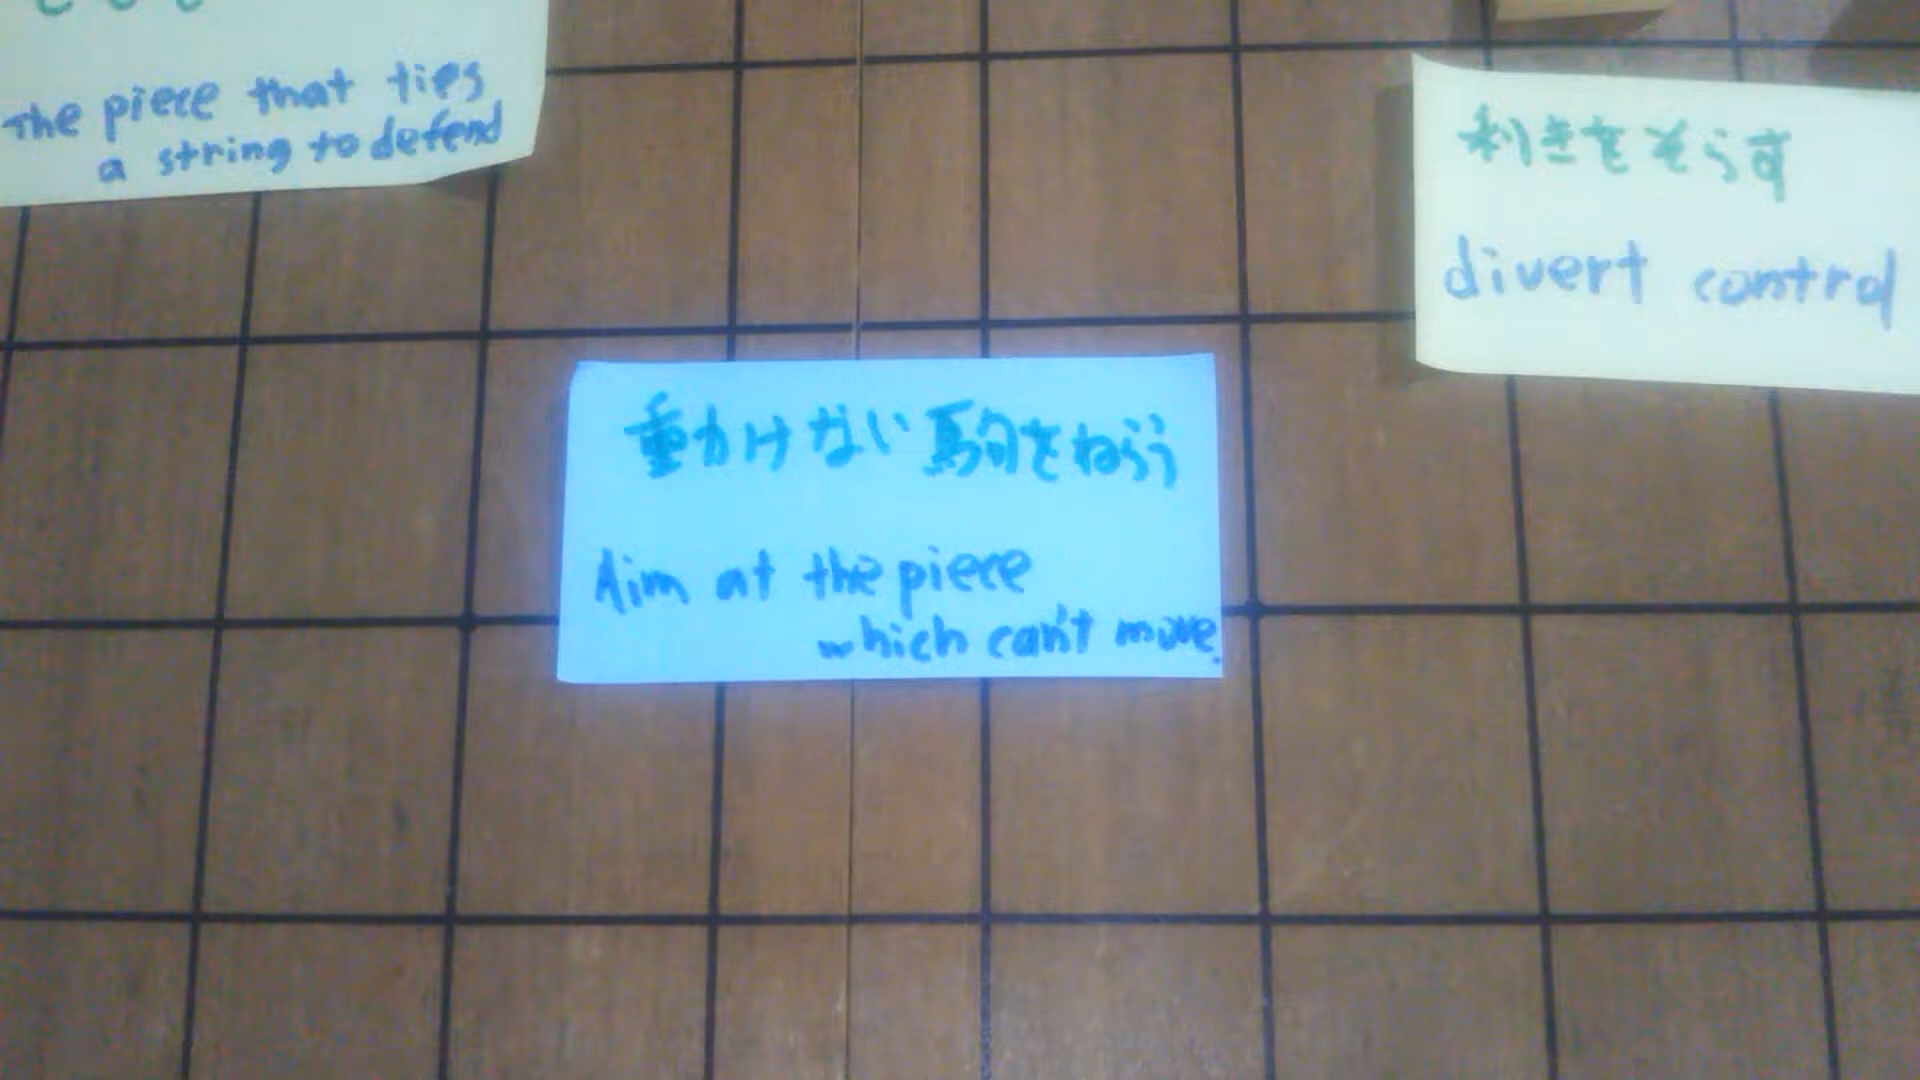 The piece that ties
a string to defend
利きをそらす
divert control
動けない駒をねらう
Aim at the piece
which can't move.